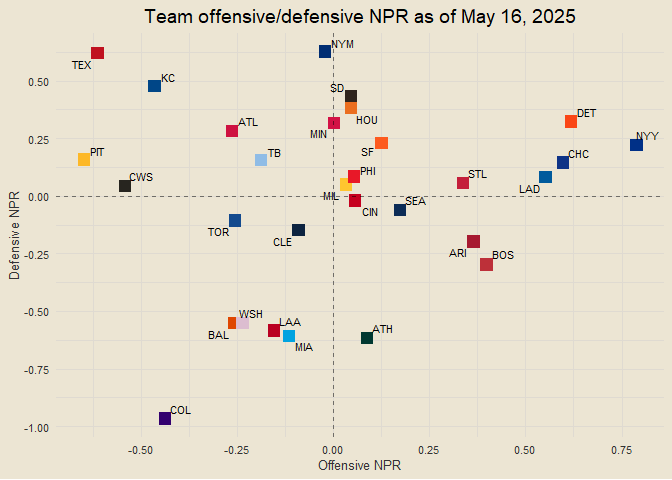 Team offensive/defensive NPR as of May 16, 2025
NYM
TEX
KC
0.50
SD
DET
HOU
ATL
MIN
NYY
0.25
SF
PIT
TB
CHC
PHI
STL
CWS
LAD
MIL
0.00
SEA
CIN
TOR
CLE
ARI
BOS
Defensive NPR
-0.25
-0.50
WSH
LAA
BAL
ATH
MIA
-0.75
COL
-1.00
-0.50
-0.25
0.00
0.25
0.50
0.75
Offensive NPR